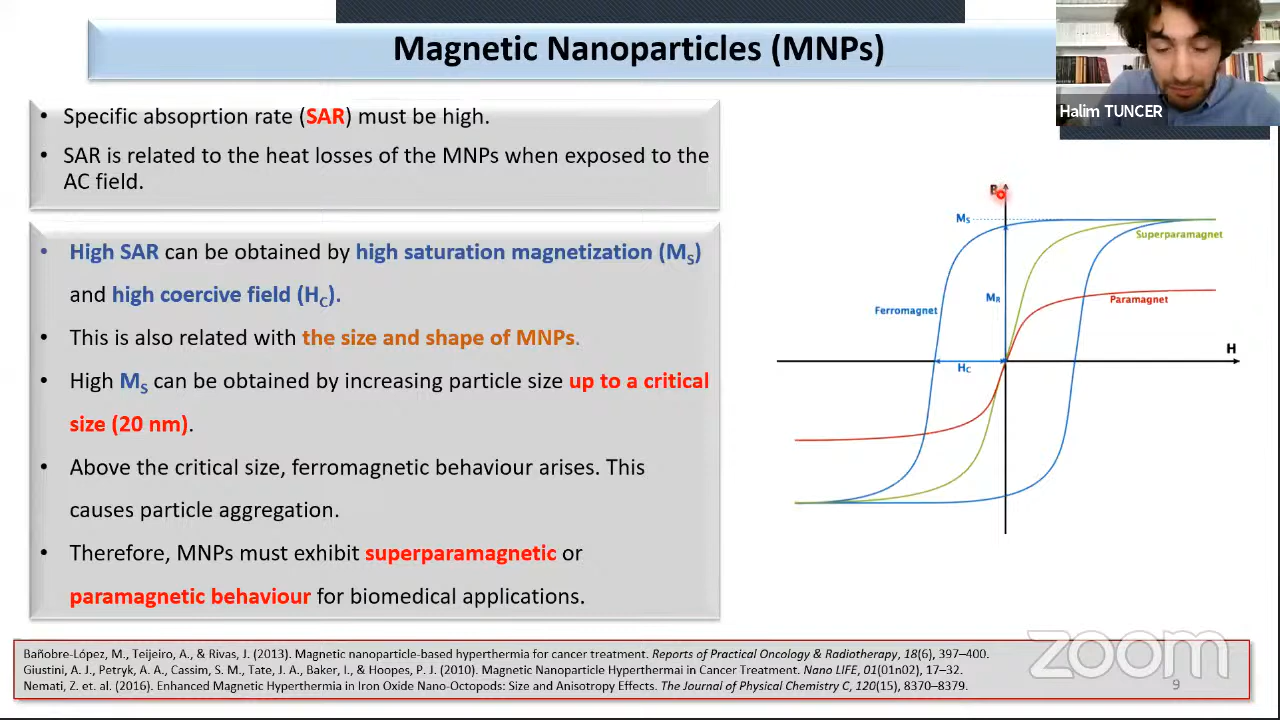 Magnetic Nanoparticles (MNPs)
Halim TUNCER
• Specific absoprtion rate (SAR) must be high.
• SAR is related to the heat losses of the MNPs when exposed to the
AC field.
• High SAR can be obtained by high saturation magnetization (MS)
and high coercive field (HC).
• This is also related with the size and shape of MNPs.
• High MS can be obtained by increasing particle size up to a critical
size (20 nm).
• Above the critical size, ferromagnetic behaviour arises. This
causes particle aggregation.
• Therefore, MNPs must exhibit superparamagnetic or
paramagnetic behaviour for biomedical applications.
MS
Superparamagnet
MR
Paramagnet
Ferromagnet
H
HC
Bañobre-López, M., Teijeiro, A., & Rivas, J. (2013). Magnetic nanoparticle-based hyperthermia for cancer treatment. Reports of Practical Oncology & Radiotherapy, 18(6), 397–400.
Giustini, A. J., Petryk, A. A., Cassim, S. M., Tate, J. A., Baker, I., & Hoopes, P. J. (2010). Magnetic Nanoparticle Hyperthermai in Cancer Treatment. Nano LIFE, 01(01n02), 17–32.
Nemati, Z. et. al. (2016). Enhanced Magnetic Hyperthermia in Iron Oxide Nano-Octopods: Size and Anisotropy Effects. The Journal of Physical Chemistry C, 120(15), 8370–8379.
zoom
9